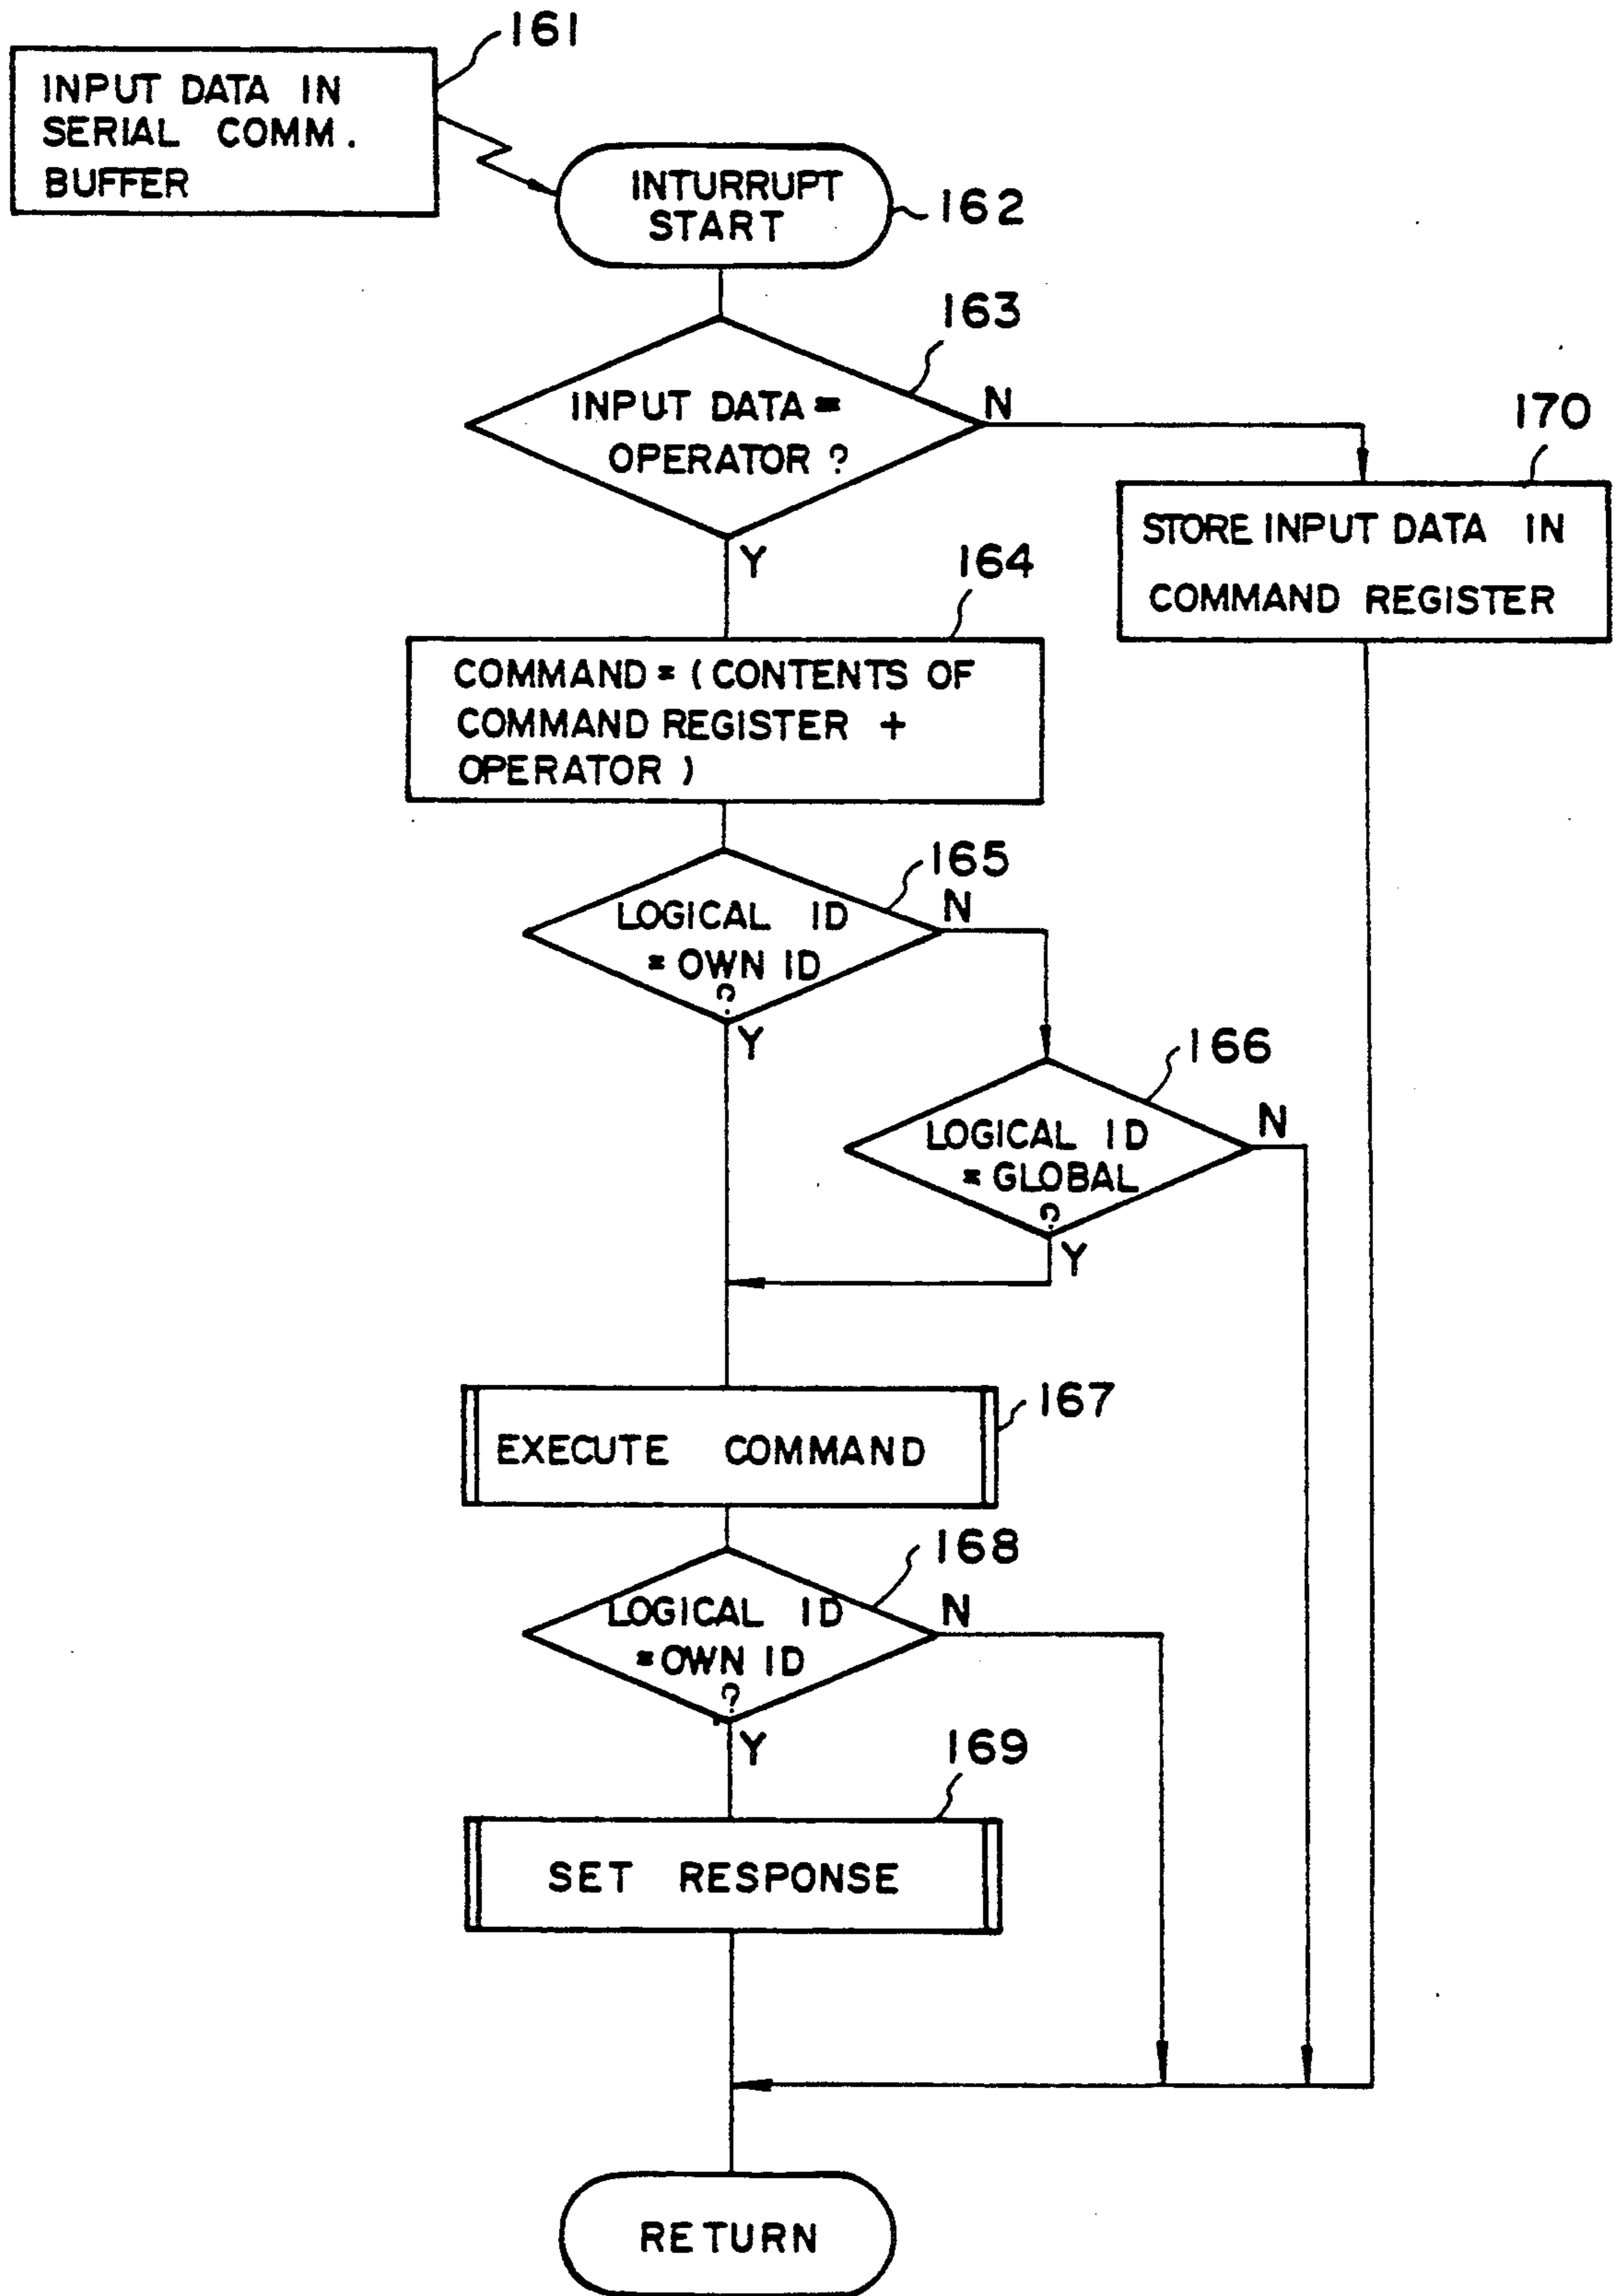 161
INPUT DATA IN
SERIAL COMM.
BUFFER
INTURRUPT
START
162
163
INPUT DATA =
OPERATOR ?
N
Y
170
STORE INPUT DATA IN
COMMAND REGISTER
164
COMMAND = ( CONTENTS OF
COMMAND REGISTER +
OPERATOR )
165
LOGICAL ID
= OWN ID
?
N
Y
166
LOGICAL ID
= GLOBAL
?
N
Y
167
EXECUTE COMMAND
168
LOGICAL ID
= OWN ID
?
N
Y
169
SET RESPONSE
RETURN